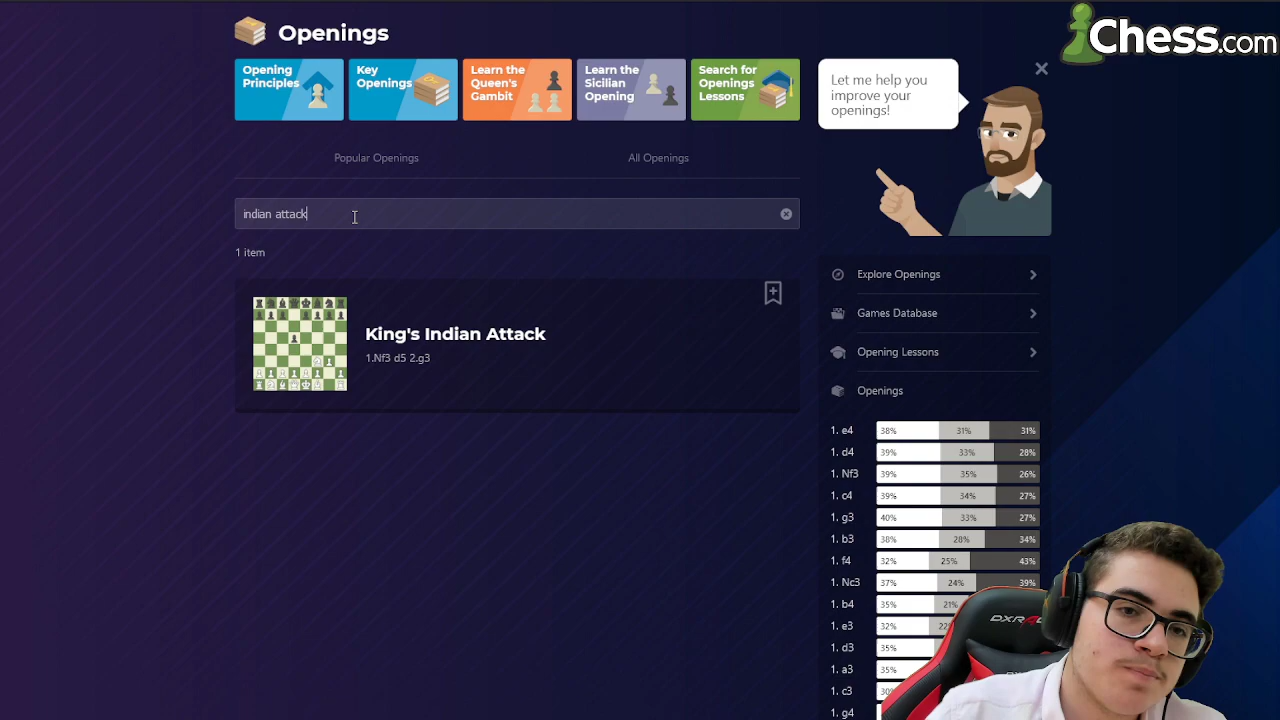 Openings
Chess.com
Opening
Principles
Key
Openings
Learn the
Queen's
Gambit
Learn the
Sicilian
Opening
Search for
Openings
Lessons
Let me help you
improve your
openings!
Popular Openings
All Openings
indian attack
1 item
King's Indian Attack
1.Nf3 d5 2.g3
Explore Openings
Games Database
Opening Lessons
Openings
1. e4 38% 31% 31%
1. d4 39% 33% 28%
1. Nf3 39% 35% 26%
1. c4 39% 34% 27%
1. g3 40% 33% 27%
1. b3 38% 28% 34%
1. f4 32% 25% 43%
1. Nc3 37% 24% 39%
1. b4 35% 21%
1. e3 32%
1. d3 35%
1. a3 35%
1. c3
1. g4